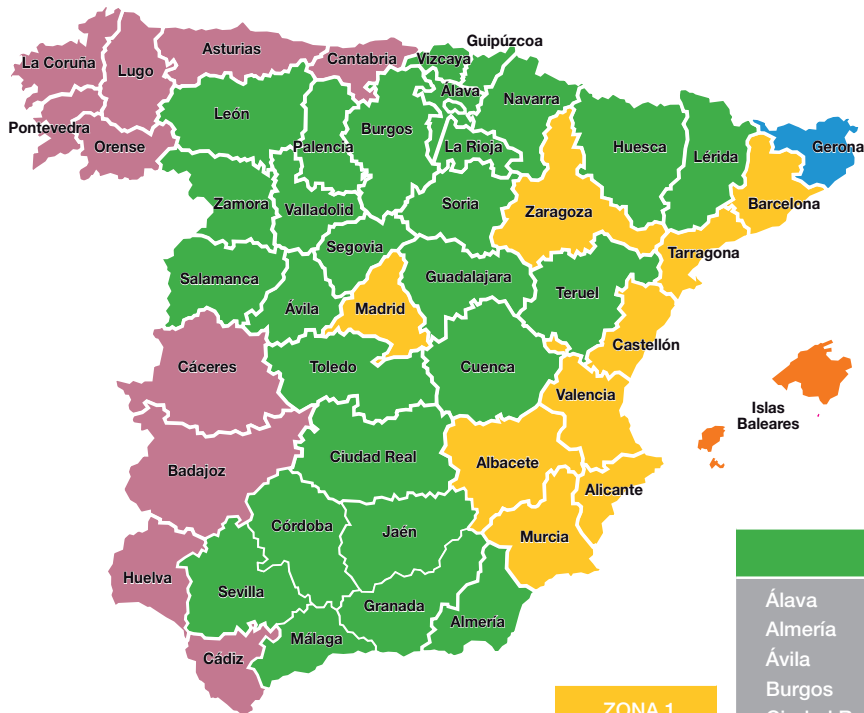 Guipúzcoa
Asturias
Cantabria
Vizcaya
La Coruña
Lugo
Álava
Navarra
León
Burgos
Pontevedra
Orense
Palencia
La Rioja
Huesca
Lérida
Gerona
Zamora
Valladolid
Soria
Zaragoza
Barcelona
Segovia
Tarragona
Salamanca
Guadalajara
Teruel
Ávila
Madrid
Castellón
Cáceres
Toledo
Cuenca
Valencia
Islas
Baleares
Badajoz
Ciudad Real
Albacete
Alicante
Córdoba
Jaén
Murcia
Huelva
Sevilla
Granada
Almería
Málaga
Cádiz
ZONA 1
Álava
Almería
Ávila
Burgos